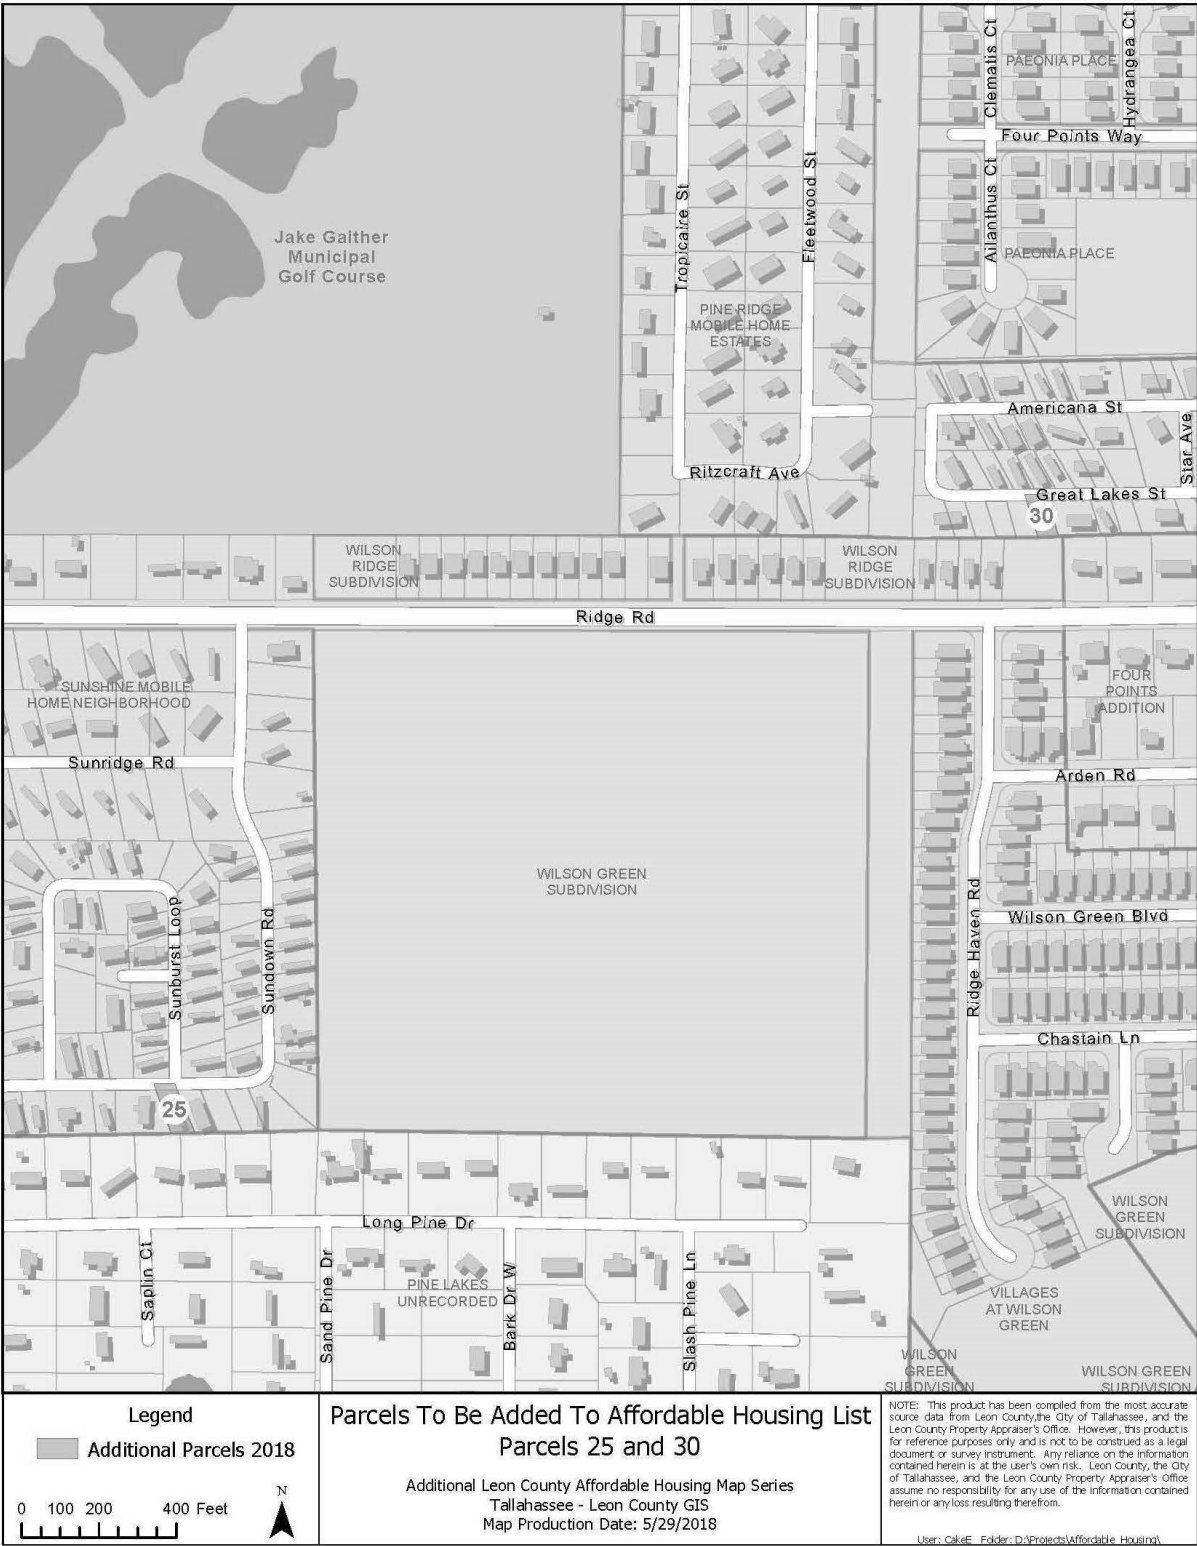 Clematis Ct
Hydrangea Ct
PAEONIA PLACE
Four Points Way
Tropicaire St
Fleetwood St
Ailanthus Ct
PAEONIA PLACE
Jake Gaither
Municipal
Golf Course
PINE RIDGE
MOBILE HOME
ESTATES
Americana St
Star Ave
Ritzcraft Ave
Great Lakes St
30
WILSON
RIDGE
SUBDIVISION
WILSON
RIDGE
SUBDIVISION
Ridge Rd
SUNSHINE MOBILE
HOME NEIGHBORHOOD
FOUR
POINTS
ADDITION
Sunridge Rd
Arden Rd
WILSON GREEN
SUBDIVISION
Sunburst Loop
Sundown Rd
Ridge Haven Rd
Wilson Green Blvd
Chastain Ln
25
Long Pine Dr
WILSON
GREEN
SUBDIVISION
Saplin Ct
Sand Pine Dr
PINE LAKES
UNRECORDED
Bark Dr W
Slash Pine Ln
VILLAGES
AT WILSON
GREEN
WILSON
GREEN
SUBDIVISION
WILSON GREEN
SUBDIVISION
Legend
Additional Parcels 2018
0 100 200 400 Feet
N
Parcels To Be Added To Affordable Housing List
Parcels 25 and 30
Additional Leon County Affordable Housing Map Series
Tallahassee - Leon County GIS
Map Production Date: 5/29/2018
NOTE: This product has been compiled from the most accurate
source data from Leon County,the City of Tallahassee, and the
Leon County Property Appraiser's Office. However, this product is
for reference purposes only and is not to be construed as a legal
document or survey instrument. Any reliance on the information
contained herein is at the user's own risk. Leon County, the City
of Tallahassee, and the Leon County Property Appraiser's Office
assume no responsibility for any use of the information contained
herein or any loss resulting therefrom.
User: CakeE Folder: D:\Projects\Affordable_Housing\